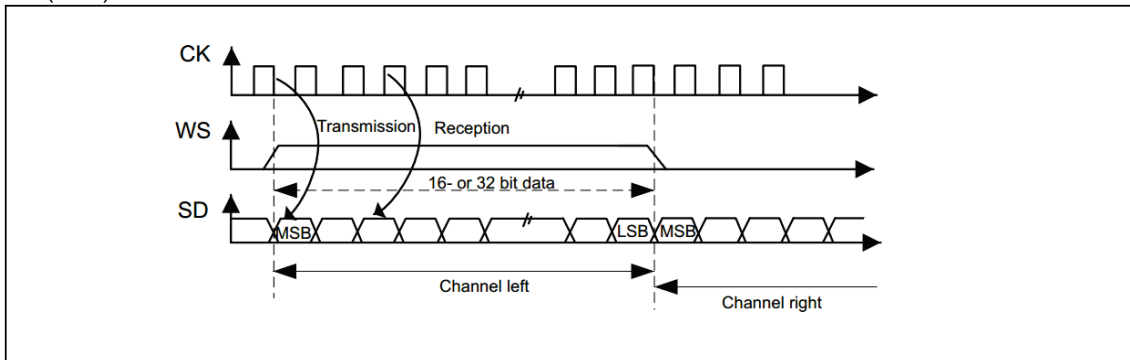 CK
Transmission
Reception
WS
16- or 32 bit data
SD
MSB
LSB
MSB
Channel left
Channel right